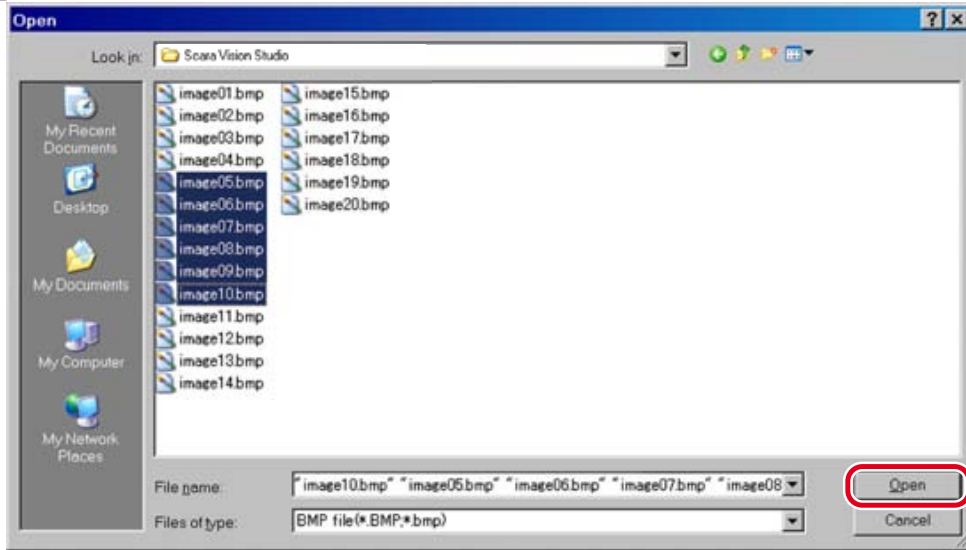 Open
Look in: Scara Vision Studio
My Recent
Documents
Desktop
My Documents
My Computer
My Network
Places
image01.bmp
image02.bmp
image03.bmp
image04.bmp
image05.bmp
image06.bmp
image07.bmp
image08.bmp
image09.bmp
image10.bmp
image11.bmp
image12.bmp
image13.bmp
image14.bmp
image15.bmp
image16.bmp
image17.bmp
image18.bmp
image19.bmp
image20.bmp
File name: "image10.bmp" "image05.bmp" "image06.bmp" "image07.bmp" "image08
Open
Files of type: BMP file(*.BMP;*.bmp)
Cancel